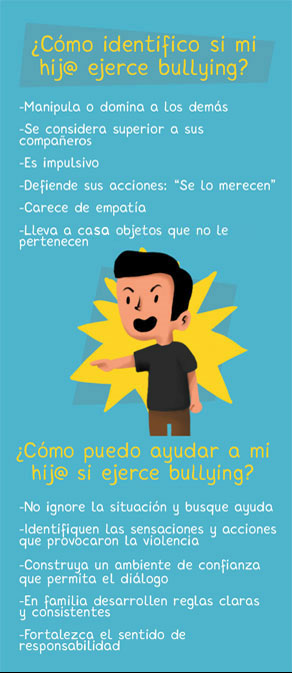 ¿Cómo identifico si mi
hij@ ejerce bullying?
-Manipula o domina a los demás
-Se considera superior a sus
compañeros
-Es impulsivo
-Defiende sus acciones: “Se lo merecen”
-Carece de empatía
-Lleva a casa objetos que no le
pertenecen
¿Cómo puedo ayudar a mi
hij@ si ejerce bullying?
-No ignore la situación y busque ayuda
-Identifiquen las sensaciones y acciones
que provocaron la violencia
-Construya un ambiente de confianza
que permita el diálogo
-En familia desarrollen reglas claras
y consistentes
-Fortalezca el sentido de
responsabilidad